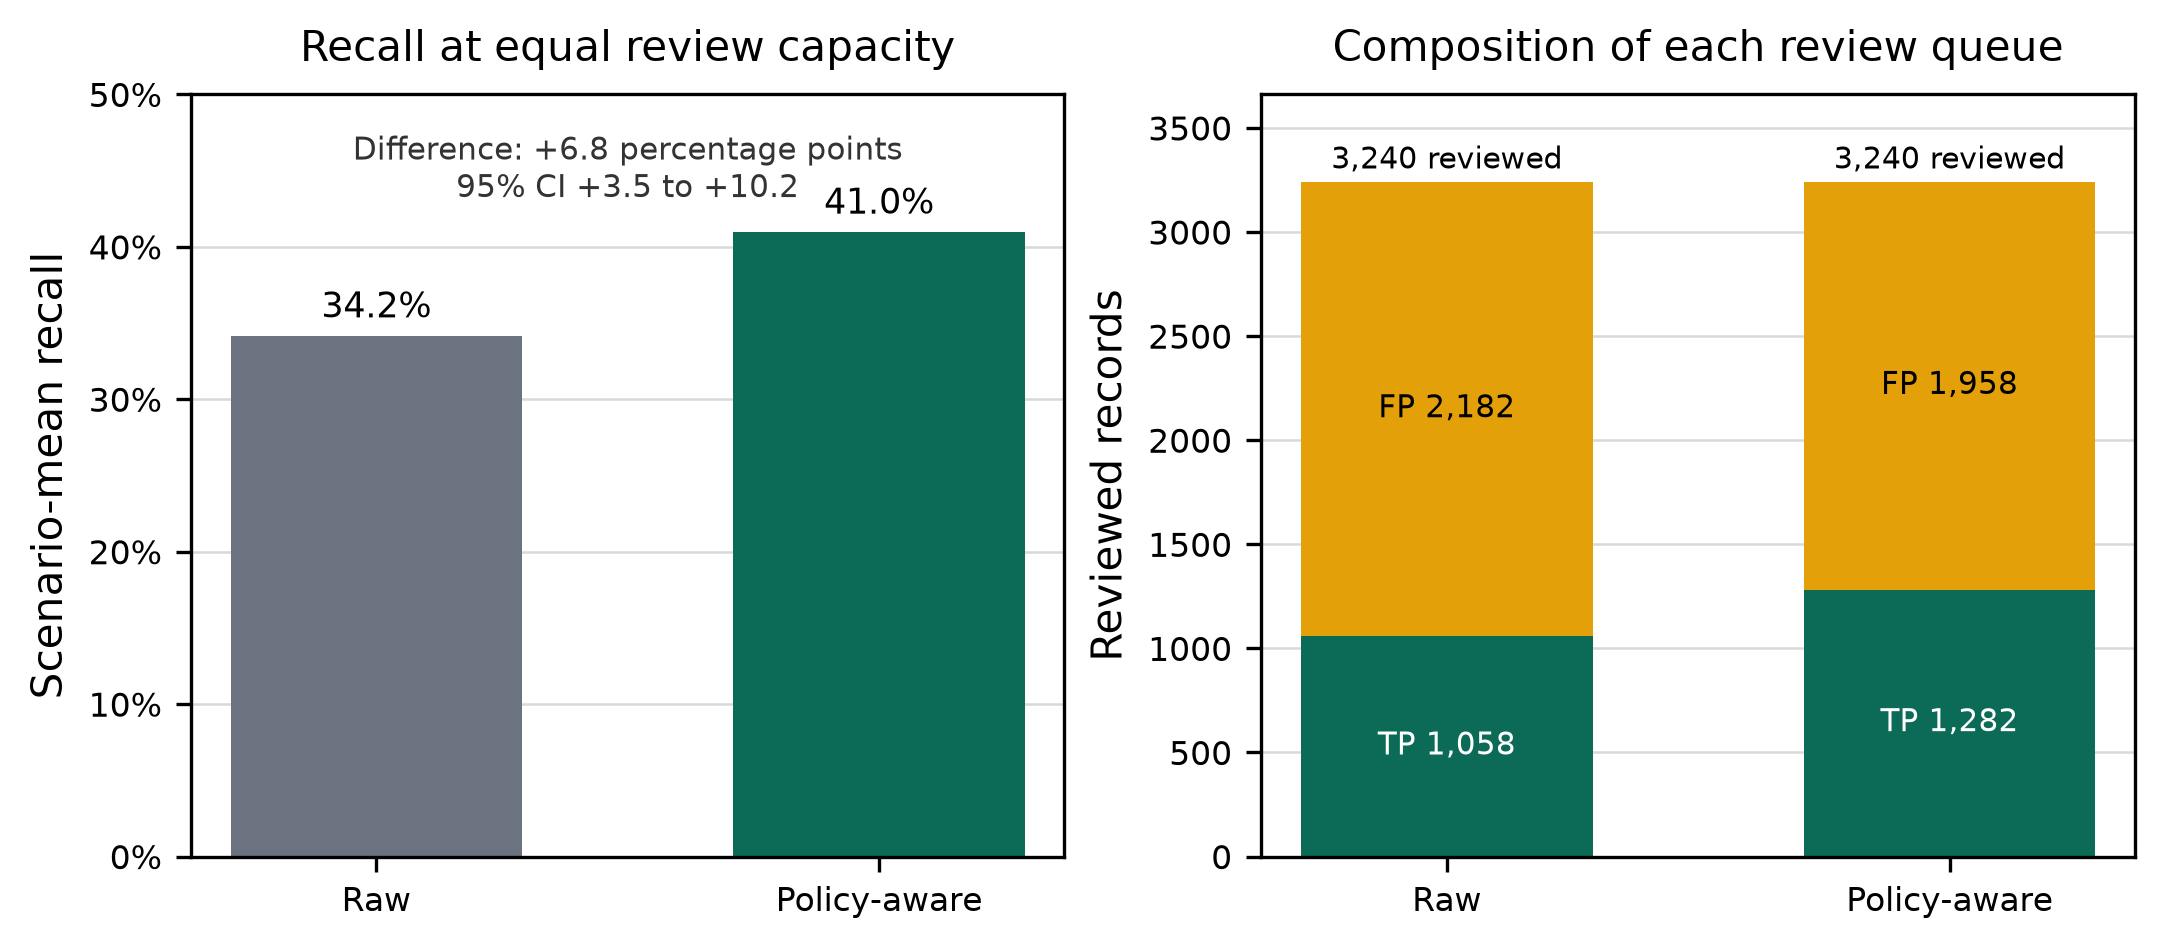 Recall at equal review capacity
Scenario-mean recall
50%
40%
30%
20%
10%
0%
Difference: +6.8 percentage points
95% CI +3.5 to +10.2
34.2%
41.0%
Raw
Policy-aware
Composition of each review queue
Reviewed records
3500
3000
2500
2000
1500
1000
500
0
3,240 reviewed
FP 2,182
TP 1,058
3,240 reviewed
FP 1,958
TP 1,282
Raw
Policy-aware